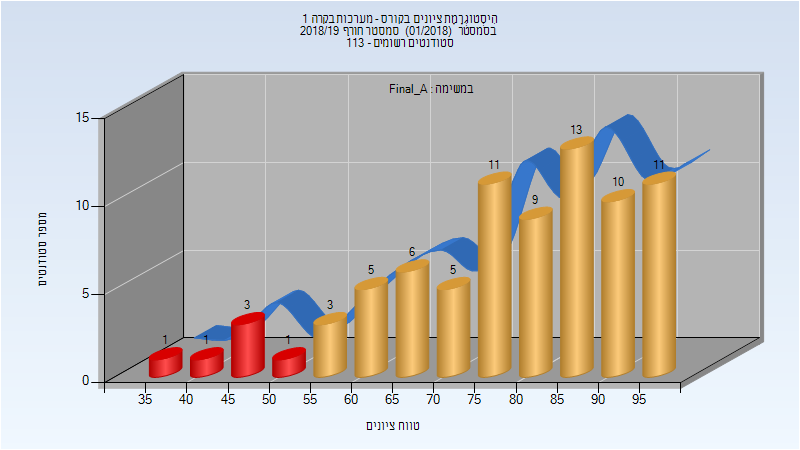 היסטוגרמת ציונים בקורס - מערכות בקרה 1
בסמסטר (01/2018) סמסטר חורף 2018/19
סטודנטים רשומים - 113
במשימה : Final_A
מספר סטודנטים
15
10
5
0
1
1
3
1
3
5
6
5
11
9
13
10
11
35 40 45 50 55 60 65 70 75 80 85 90 95
טווח ציונים